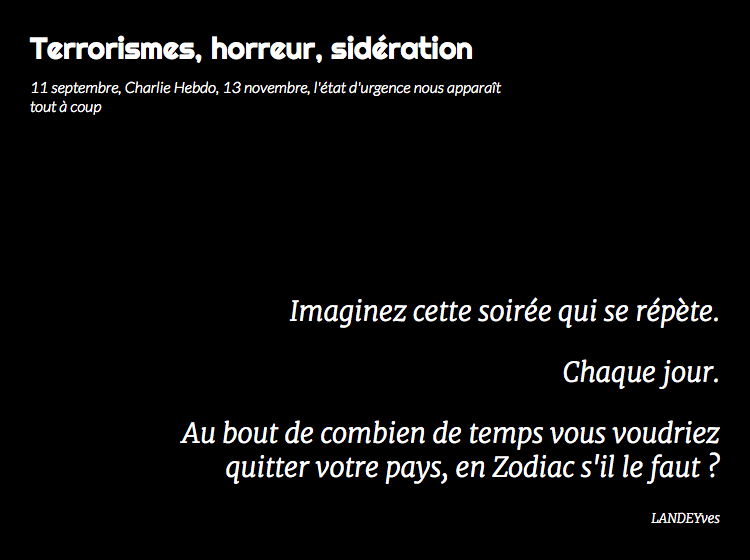 Terrorismes, horreur, sidération
11 septembre, Charlie Hebdo, 13 novembre, l'état d'urgence nous apparaît
tout à coup
Imaginez cette soirée qui se répète.
Chaque jour.
Au bout de combien de temps vous voudriez
quitter votre pays, en Zodiac s'il le faut ?
LANDEYves